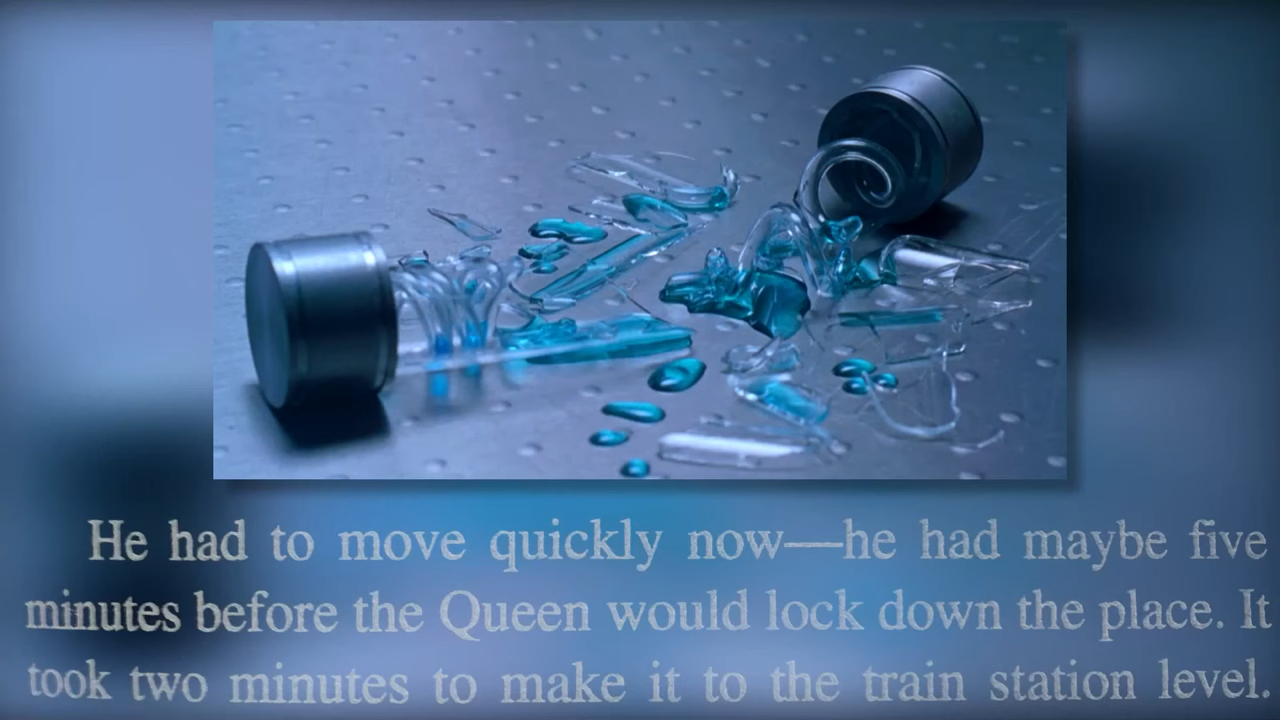 He had to move quickly now—he had maybe five
minutes before the Queen would lock down the place. It
took two minutes to make it to the train station level.